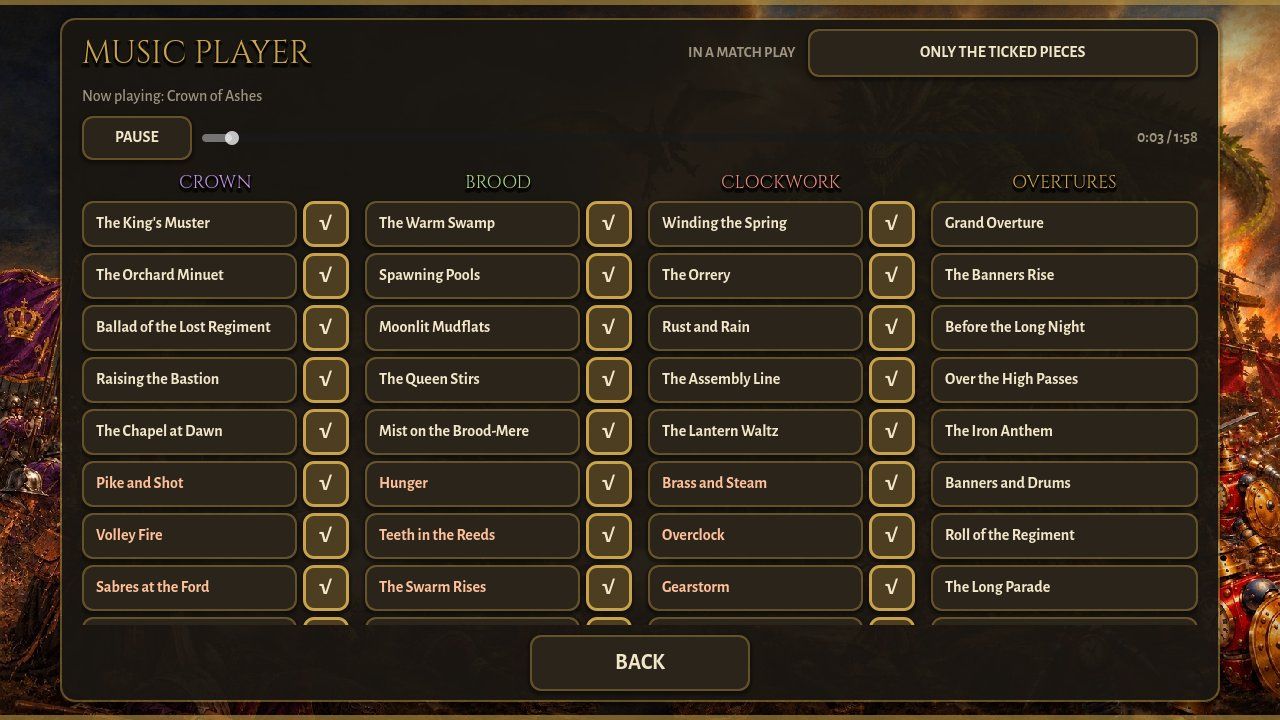 MUSIC PLAYER
IN A MATCH PLAY
ONLY THE TICKED PIECES
Now playing: Crown of Ashes
PAUSE
0:03 / 1:58
CROWN BROOD CLOCKWORK OVERTURES
The King's Muster √ The Warm Swamp √ Winding the Spring √ Grand Overture
The Orchard Minuet √ Spawning Pools √ The Orrery √ The Banners Rise
Ballad of the Lost Regiment √ Moonlit Mudflats √ Rust and Rain √ Before the Long Night
Raising the Bastion √ The Queen Stirs √ The Assembly Line √ Over the High Passes
The Chapel at Dawn √ Mist on the Brood-Mere √ The Lantern Waltz √ The Iron Anthem
Pike and Shot √ Hunger √ Brass and Steam √ Banners and Drums
Volley Fire √ Teeth in the Reeds √ Overclock √ Roll of the Regiment
Sabres at the Ford √ The Swarm Rises √ Gearstorm √ The Long Parade
BACK